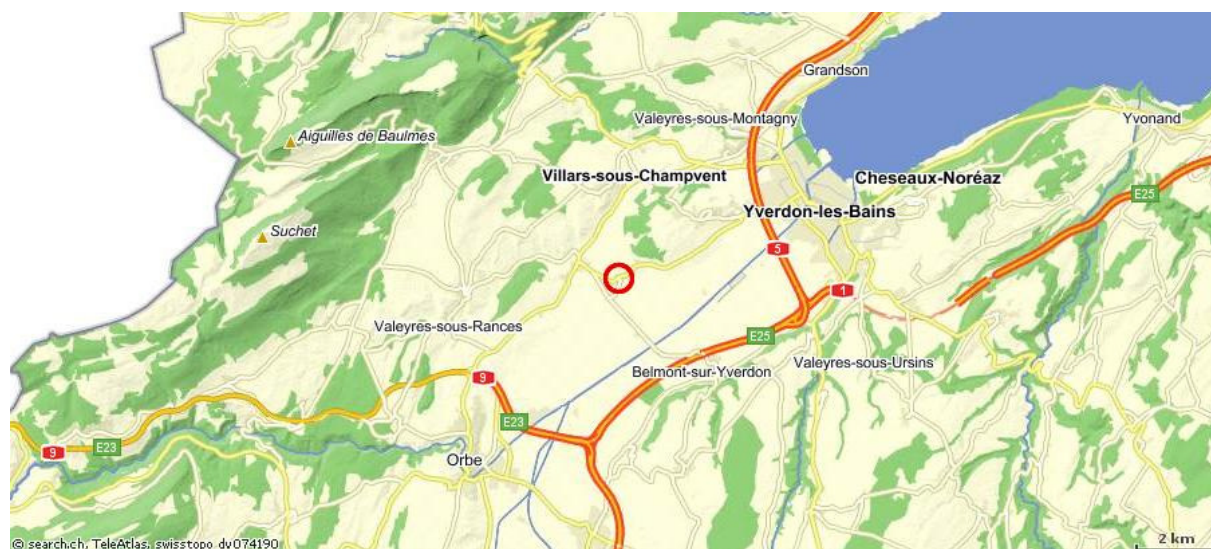 Grandson
Valeyres-sous-Montagny
Yvonand
Aiguilles de Baulmes
Villars-sous-Champvent
Cheseaux-Noréaz
E25
Yverdon-les-Bains
Suchet
5
1
Valeyres-sous-Rances
E25
Valeyres-sous-Ursins
Belmont-sur-Yverdon
9
E23
E23
9
Orbe
2 km
© search.ch, TeleAtlas, swisstopo dv074190